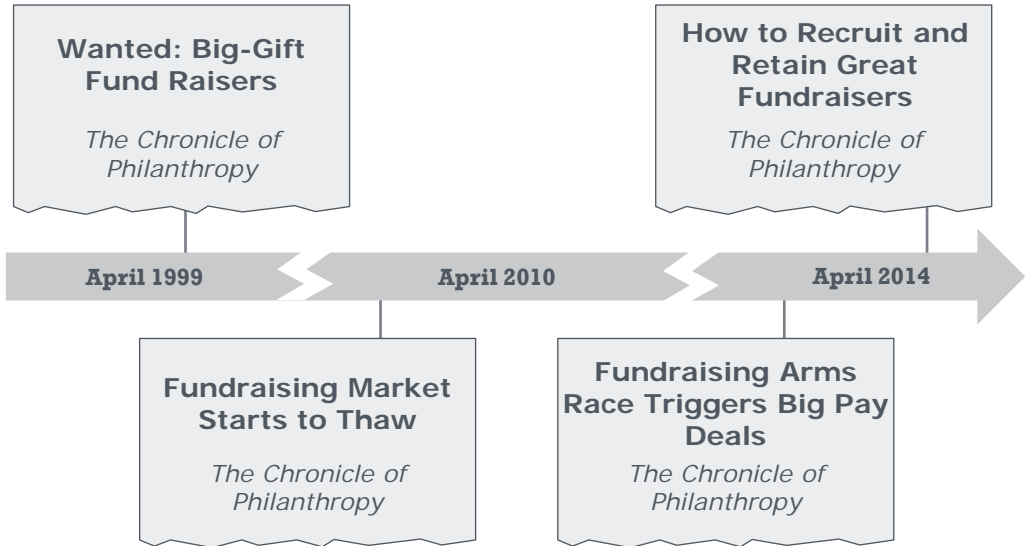 Wanted: Big-Gift
Fund Raisers
The Chronicle of
Philanthropy
How to Recruit and
Retain Great
Fundraisers
The Chronicle of
Philanthropy
April 1999
April 2010
April 2014
Fundraising Market
Starts to Thaw
The Chronicle of
Philanthropy
Fundraising Arms
Race Triggers Big Pay
Deals
The Chronicle of
Philanthropy